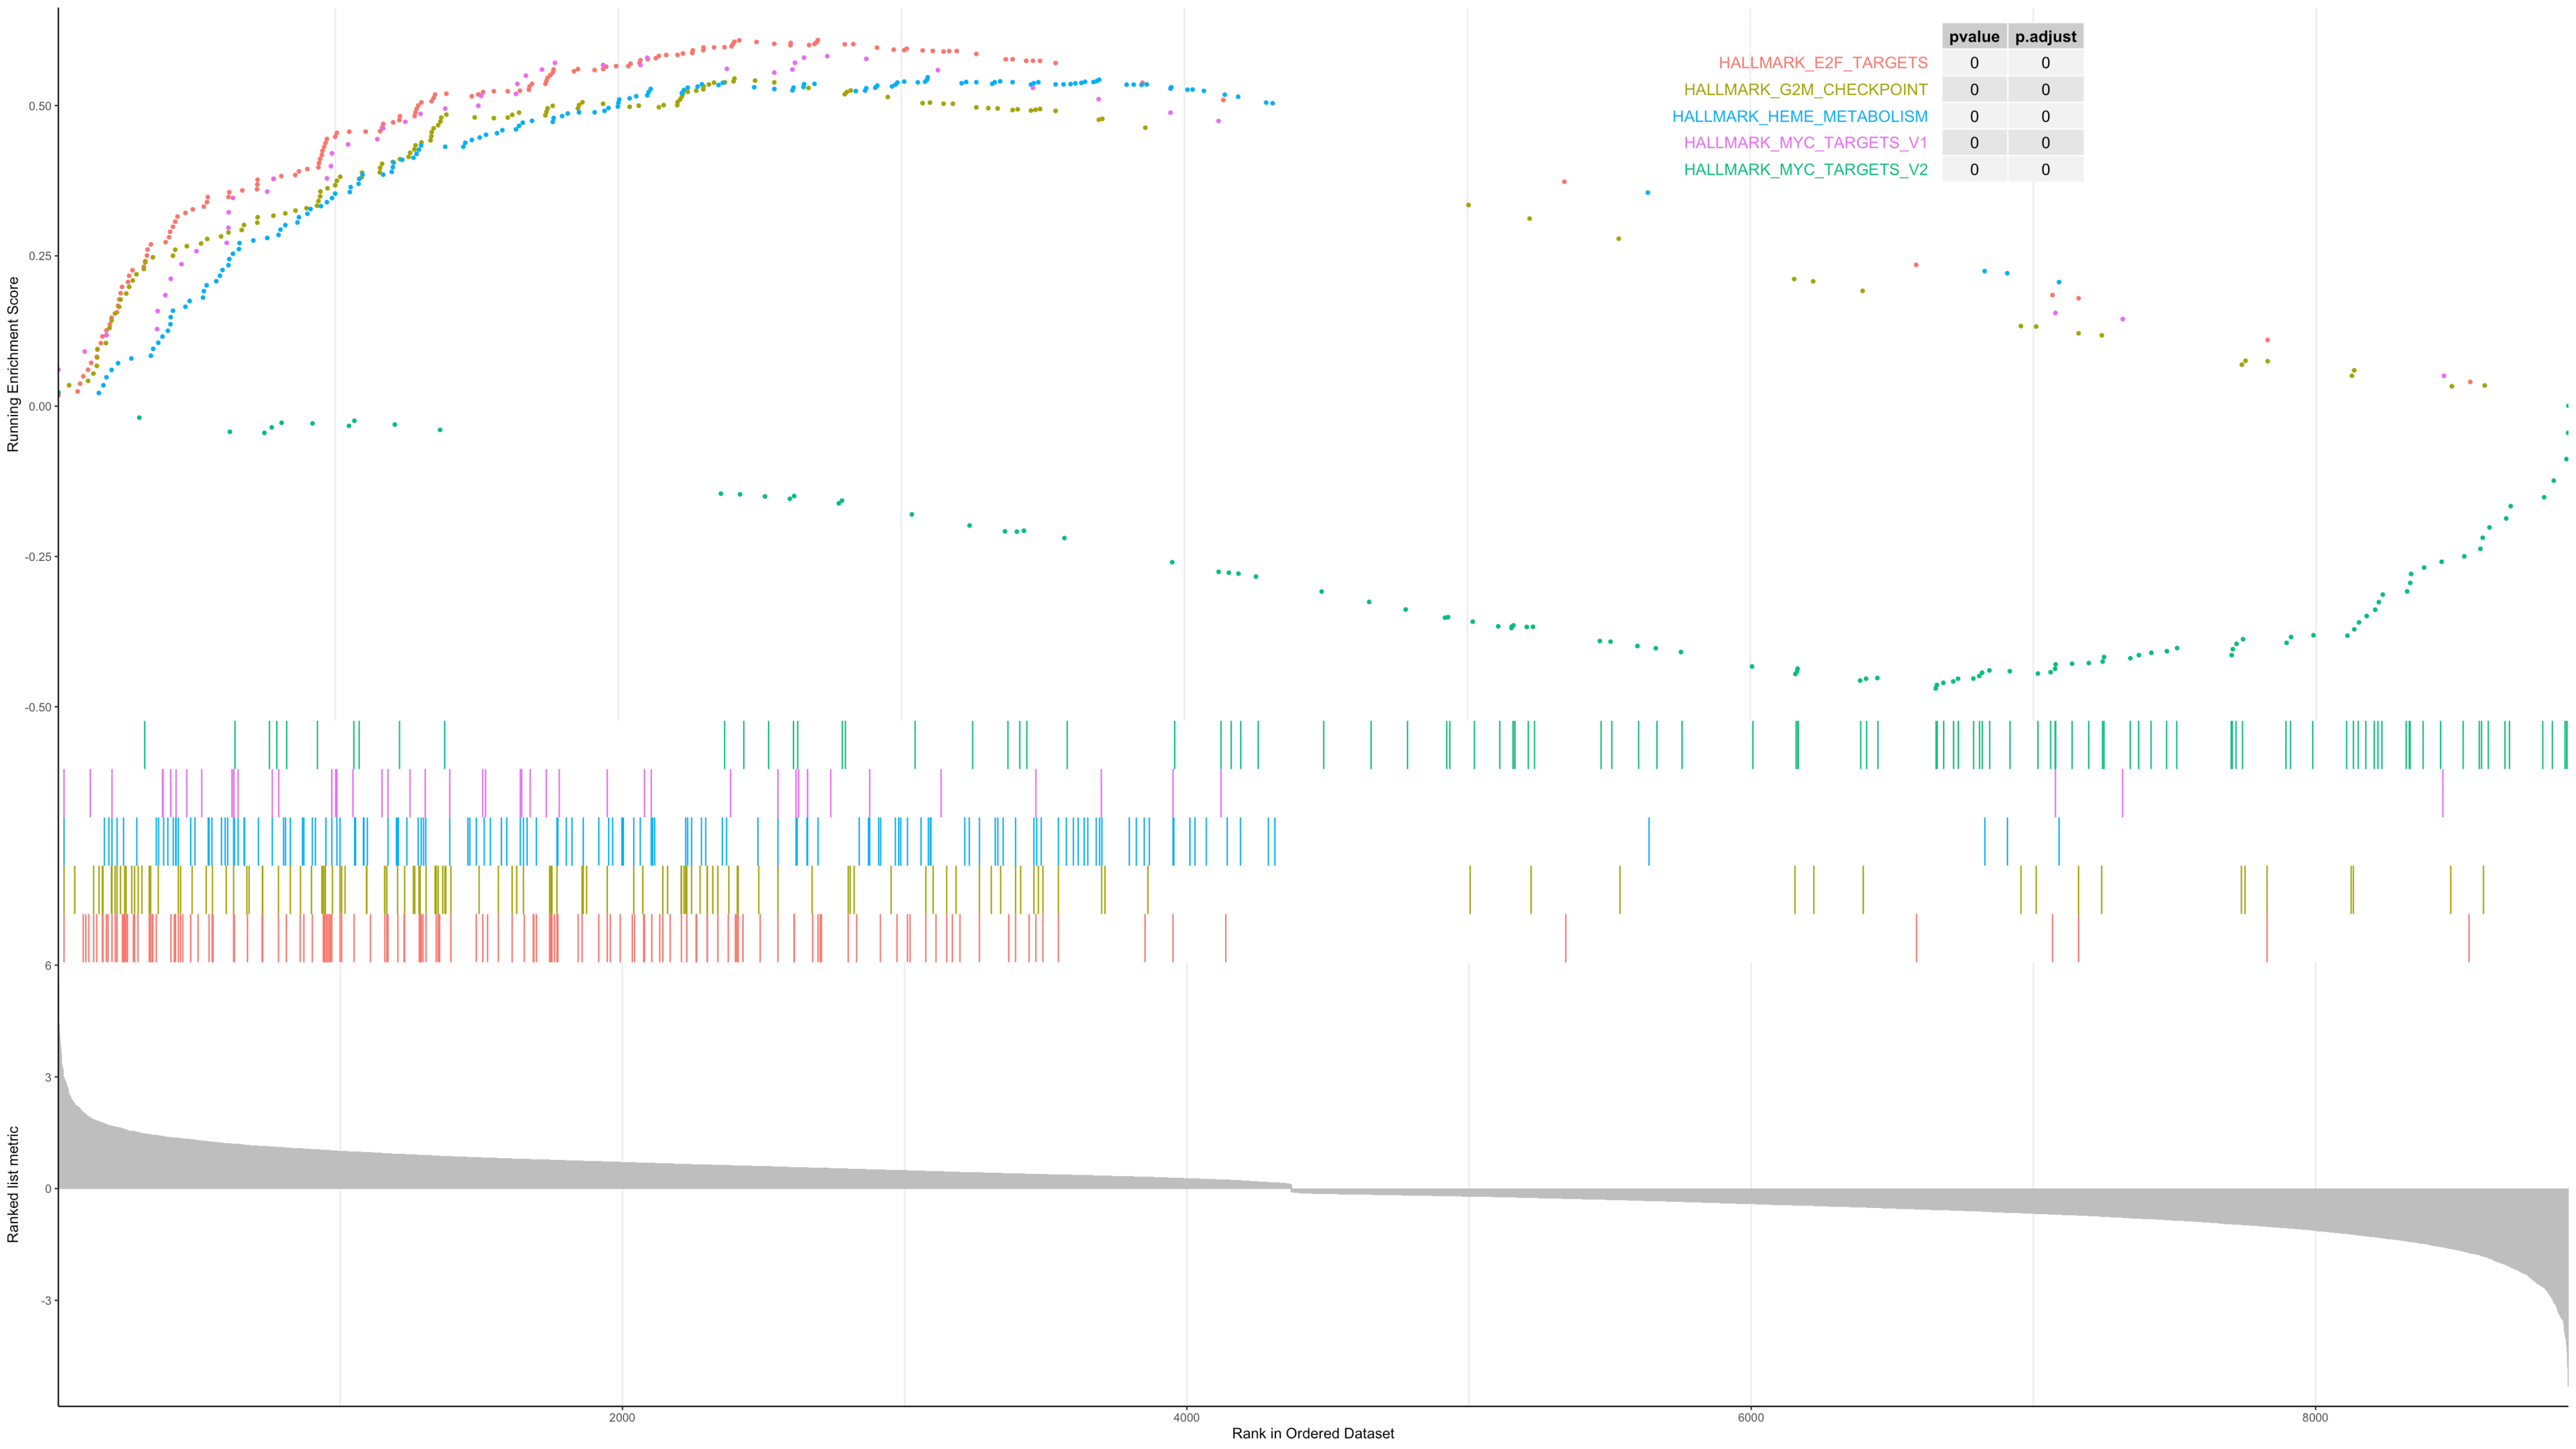 pvalue p.adjust
HALLMARK_E2F_TARGETS 0 0
HALLMARK_G2M_CHECKPOINT 0 0
HALLMARK_HEME_METABOLISM 0 0
HALLMARK_MYC_TARGETS_V1 0 0
HALLMARK_MYC_TARGETS_V2 0 0
Running Enrichment Score
0.50
0.25
0.00
-0.25
-0.50
Ranked list metric
6
3
0
-3
2000 4000 6000 8000
Rank in Ordered Dataset